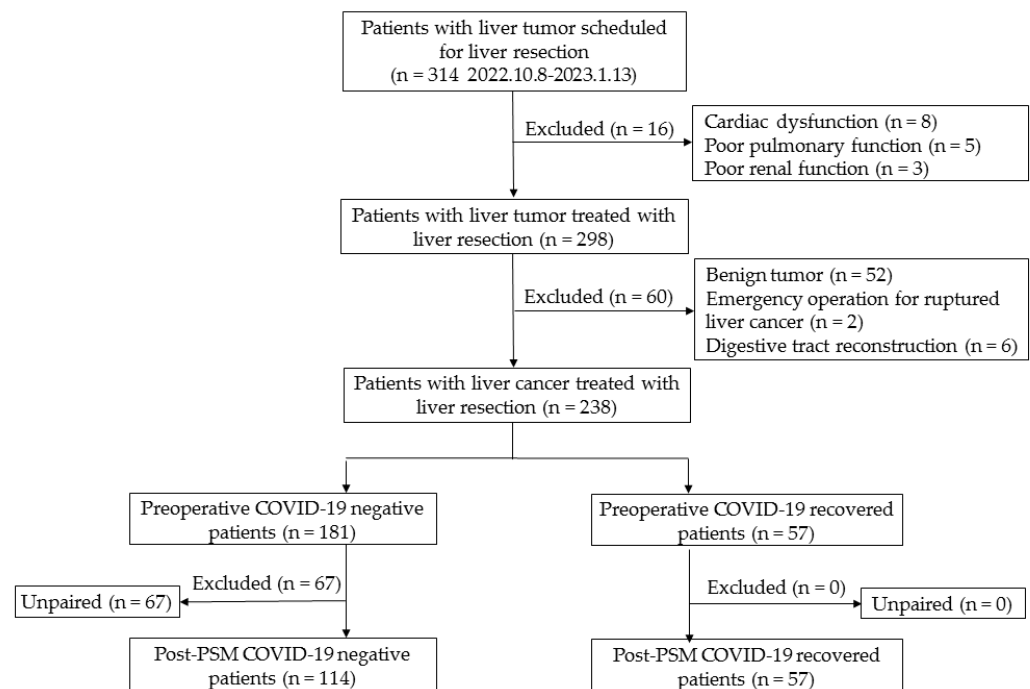 Patients with liver tumor scheduled
for liver resection
(n = 314 2022.10.8-2023.1.13)
Excluded (n = 16)
Cardiac dysfunction (n = 8)
Poor pulmonary function (n = 5)
Poor renal function (n = 3)
Patients with liver tumor treated with
liver resection (n = 298)
Excluded (n = 60)
Benign tumor (n = 52)
Emergency operation for ruptured
liver cancer (n = 2)
Digestive tract reconstruction (n = 6)
Patients with liver cancer treated with
liver resection (n = 238)
Preoperative COVID-19 negative
patients (n = 181)
Preoperative COVID-19 recovered
patients (n = 57)
Excluded (n = 67)
Unpaired (n = 67)
Excluded (n = 0)
Unpaired (n = 0)
Post-PSM COVID-19 negative
patients (n = 114)
Post-PSM COVID-19 recovered
patients (n = 57)